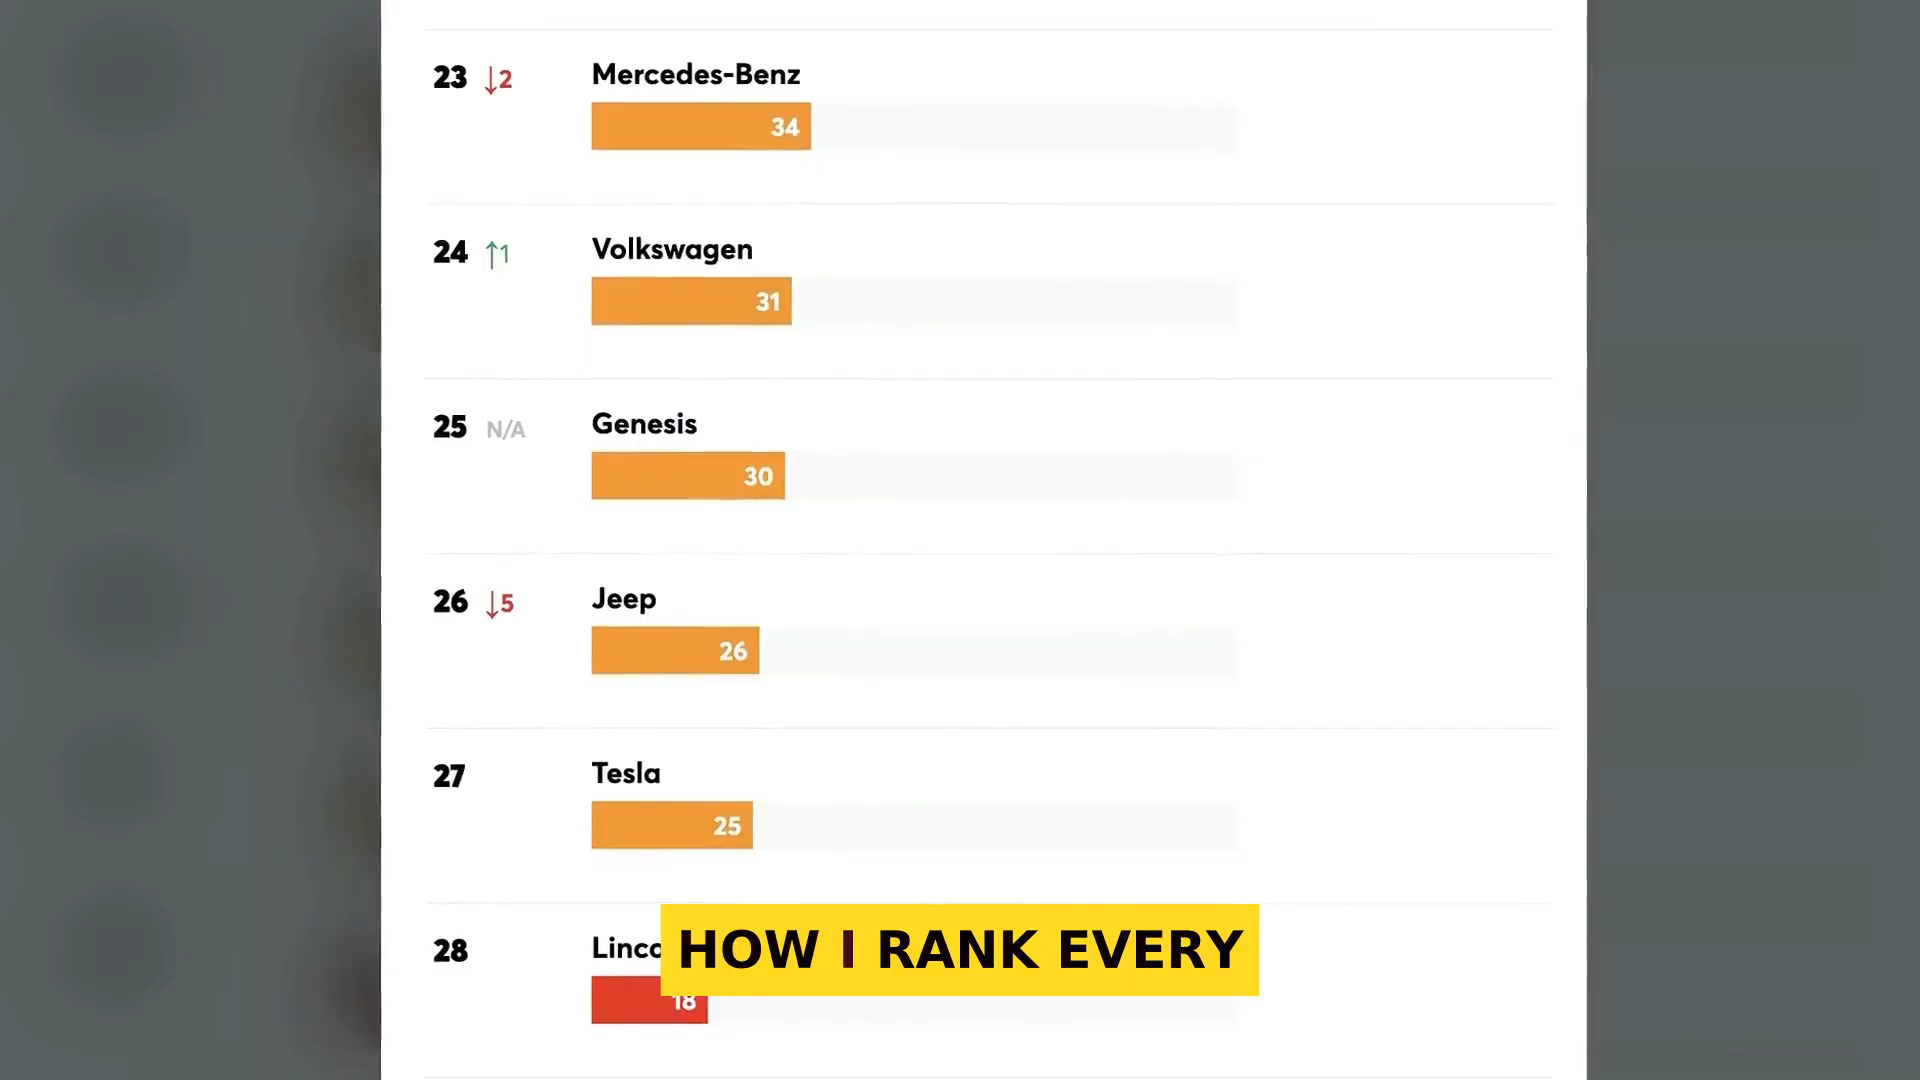 23 ↓2 Mercedes-Benz
34
24 ↑1 Volkswagen
31
25 N/A Genesis
30
26 ↓5 Jeep
26
27 Tesla
25
28 Linco
HOW I RANK EVERY
18